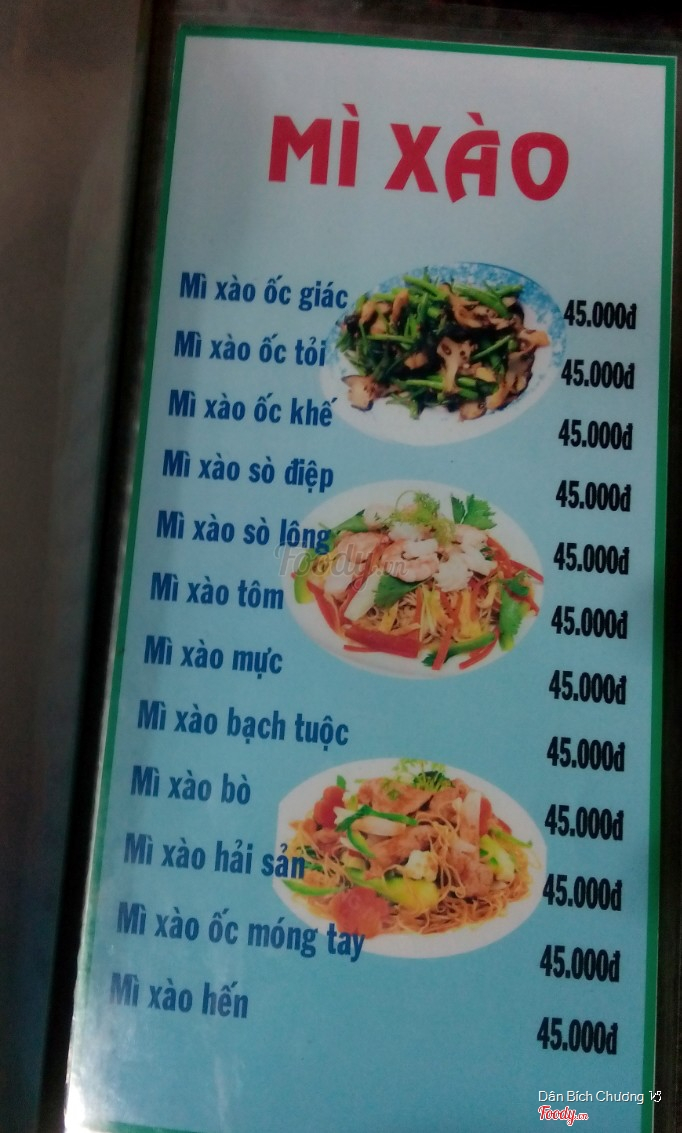 MÌ XÀO
Mì xào ốc giác 45.000đ
Mì xào ốc tỏi 45.000đ
Mì xào ốc khế 45.000đ
Mì xào sò điệp 45.000đ
Mì xào sò lông 45.000đ
Foody.vn
Mì xào tôm 45.000đ
Mì xào mực 45.000đ
Mì xào bạch tuộc 45.000đ
Mì xào bò 45.000đ
Mì xào hải sản 45.000đ
Mì xào ốc móng tay 45.000đ
Mì xào hến 45.000đ
Dân Bích Chương 15
Foody.vn